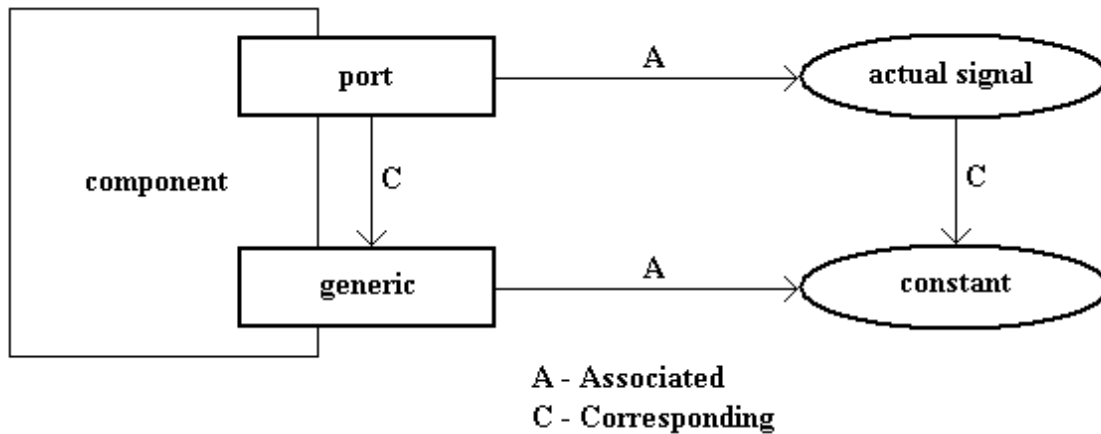 port
A
actual signal
component
C
C
generic
A
constant
A - Associated
C - Corresponding